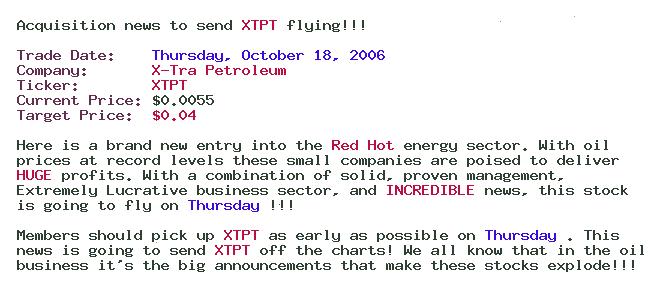 Acquisition news to send XTPT flying!!!
Trade Date: Thursday, October 18, 2006
Company: X-Tra Petroleum
Ticker: XTPT
Current Price: $0.0055
Target Price: $0.04
Here is a brand new entry into the Red Hot energy sector. With oil
prices at record levels these small companies are poised to deliver
HUGE profits. With a combination of solid, proven management,
Extremely Lucrative business sector, and INCREDIBLE news, this stock
is going to fly on Thursday !!!
Members should pick up XTPT as early as possible on Thursday . This
news is going to send XTPT off the charts! We all know that in the oil
business it's the big announcements that make these stocks explode!!!